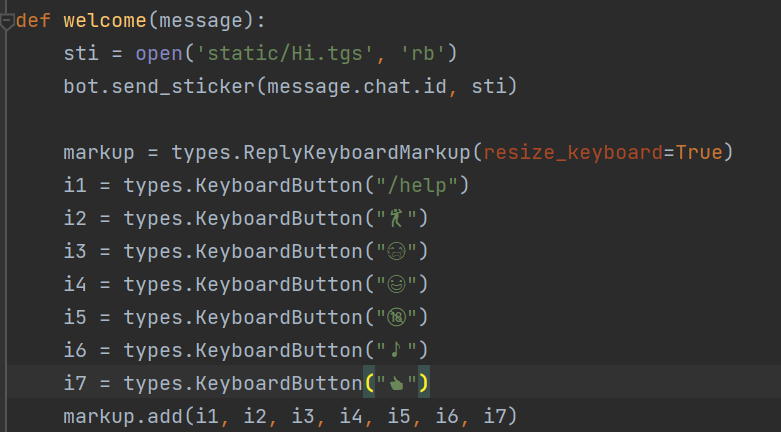 def welcome(message):
    sti = open('static/Hi.tgs', 'rb')
    bot.send_sticker(message.chat.id, sti)

    markup = types.ReplyKeyboardMarkup(resize_keyboard=True)
    i1 = types.KeyboardButton("/help")
    i2 = types.KeyboardButton("💃")
    i3 = types.KeyboardButton("😢")
    i4 = types.KeyboardButton("😂")
    i5 = types.KeyboardButton("🔞")
    i6 = types.KeyboardButton("🎵")
    i7 = types.KeyboardButton("👍")
    markup.add(i1, i2, i3, i4, i5, i6, i7)